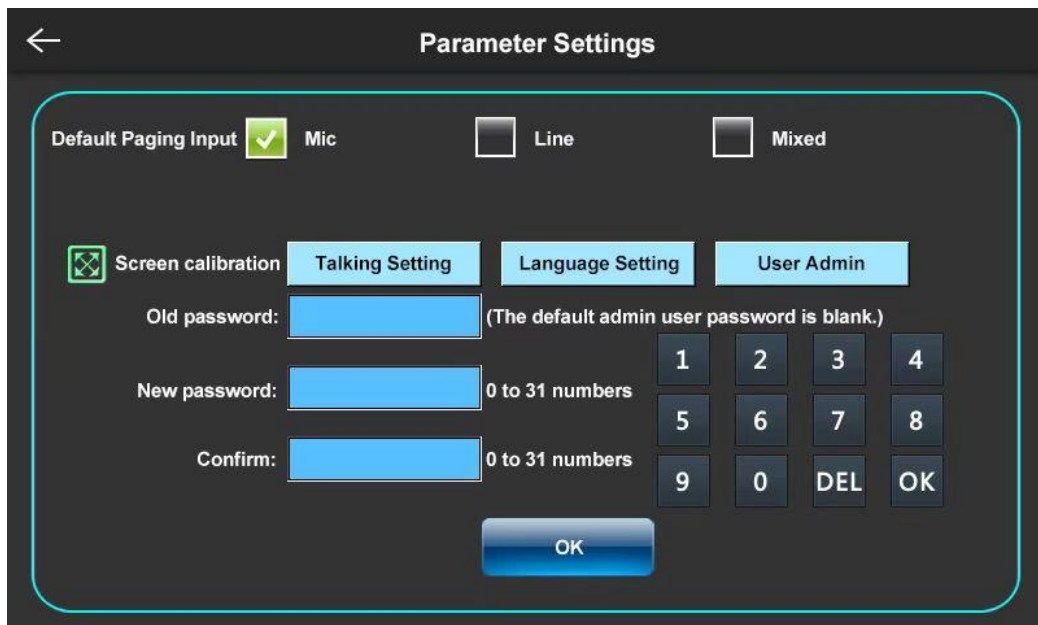 Parameter Settings
Default Paging Input Mic Line Mixed
Screen calibration Talking Setting Language Setting User Admin
Old password: (The default admin user password is blank.)
1 2 3 4
New password: 0 to 31 numbers
5 6 7 8
Confirm: 0 to 31 numbers
9 0 DEL OK
OK